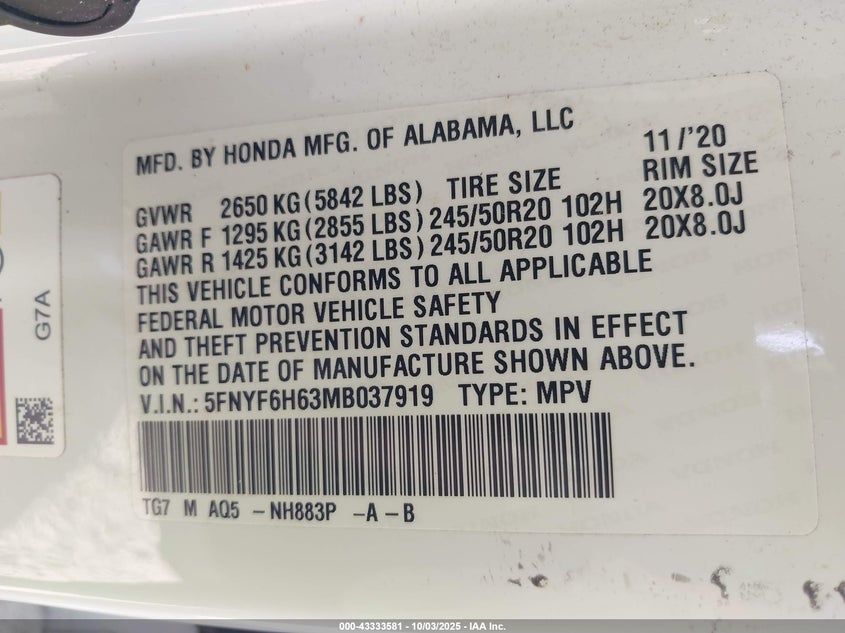 MFD. BY HONDA MFG. OF ALABAMA, LLC 11/'20
GVWR 2650 KG (5842 LBS) TIRE SIZE RIM SIZE
GAWR F 1295 KG (2855 LBS) 245/50R20 102H 20X8.0J
GAWR R 1425 KG (3142 LBS) 245/50R20 102H 20X8.0J
THIS VEHICLE CONFORMS TO ALL APPLICABLE
FEDERAL MOTOR VEHICLE SAFETY
AND THEFT PREVENTION STANDARDS IN EFFECT
ON THE DATE OF MANUFACTURE SHOWN ABOVE.
V.I.N.: 5FNYF6H63MB037919 TYPE: MPV
TG7 M AQ5 -NH883P -A -B
G7A
000-43333581 - 10/03/2025 - IAA Inc.